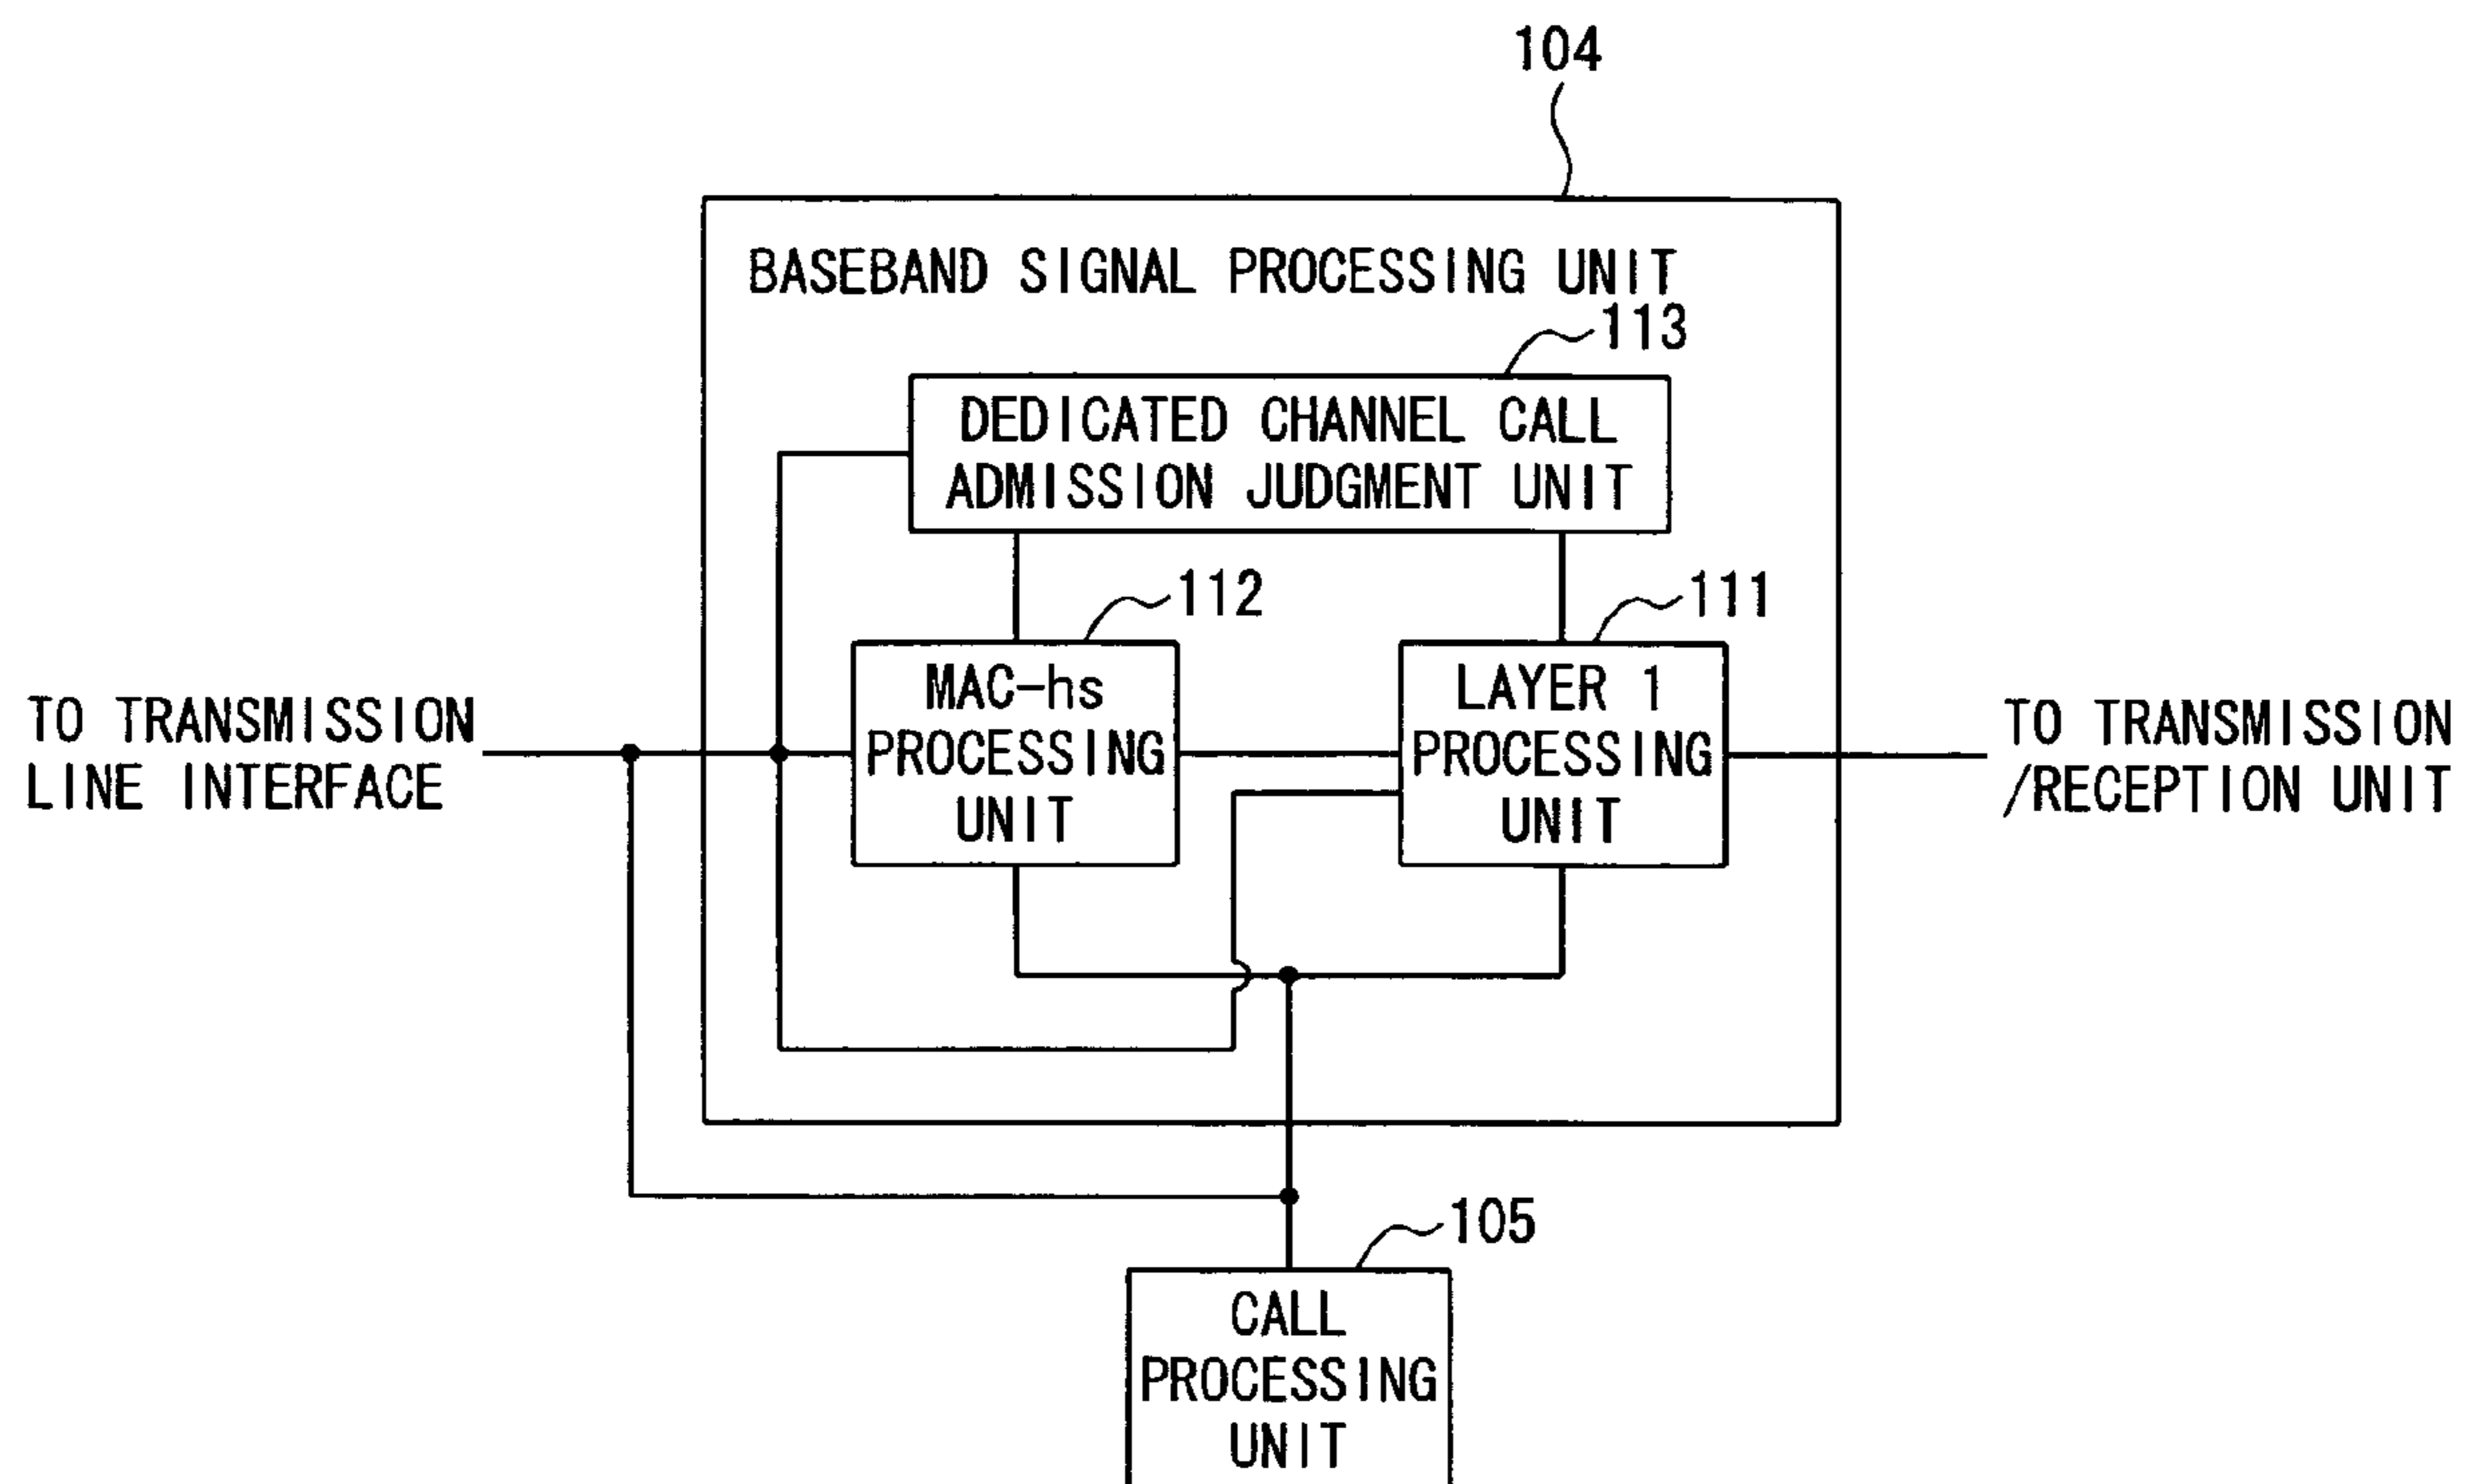 104
BASEBAND SIGNAL PROCESSING UNIT
113
DEDICATED CHANNEL CALL
ADMISSION JUDGMENT UNIT
112
111
MAC-hs
PROCESSING
UNIT
LAYER 1
PROCESSING
UNIT
TO TRANSMISSION
LINE INTERFACE
TO TRANSMISSION
/RECEPTION UNIT
105
CALL
PROCESSING
UNIT